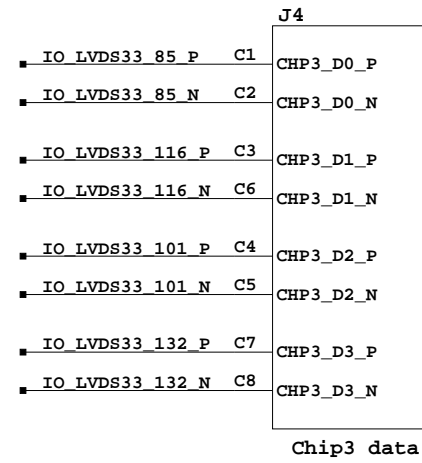 J4
IO_LVDS33_85_P C1 CHP3_D0_P
IO_LVDS33_85_N C2 CHP3_D0_N
IO_LVDS33_116_P C3 CHP3_D1_P
IO_LVDS33_116_N C6 CHP3_D1_N
IO_LVDS33_101_P C4 CHP3_D2_P
IO_LVDS33_101_N C5 CHP3_D2_N
IO_LVDS33_132_P C7 CHP3_D3_P
IO_LVDS33_132_N C8 CHP3_D3_N
Chip3 data